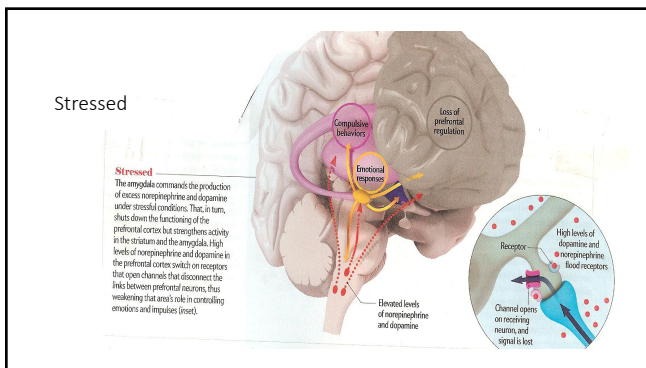 Stressed
Stressed
The amygdala commands the production
of excess norepinephrine and dopamine
under stressful conditions. That, in turn,
shuts down the functioning of the
prefrontal cortex but strengthens activity
in the striatum and the amygdala. High
levels of norepinephrine and dopamine in
the prefrontal cortex switch on receptors
that open channels that disconnect the
links between prefrontal neurons, thus
weakening that area's role in controlling
emotions and impulses (inset).
Compulsive
behaviors
Emotional
responses
Loss of
prefrontal
regulation
Elevated levels
of norepinephrine
and dopamine
Receptor
High levels of
dopamine and
norepinephrine
flood receptors
Channel opens
on receiving
neuron, and
signal is lost